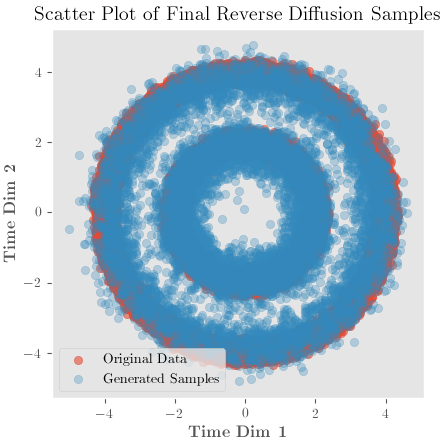 Scatter Plot of Final Reverse Diffusion Samples
4
2
0
−2
−4
Time Dim 2
Original Data
Generated Samples
−4 −2 0 2 4
Time Dim 1